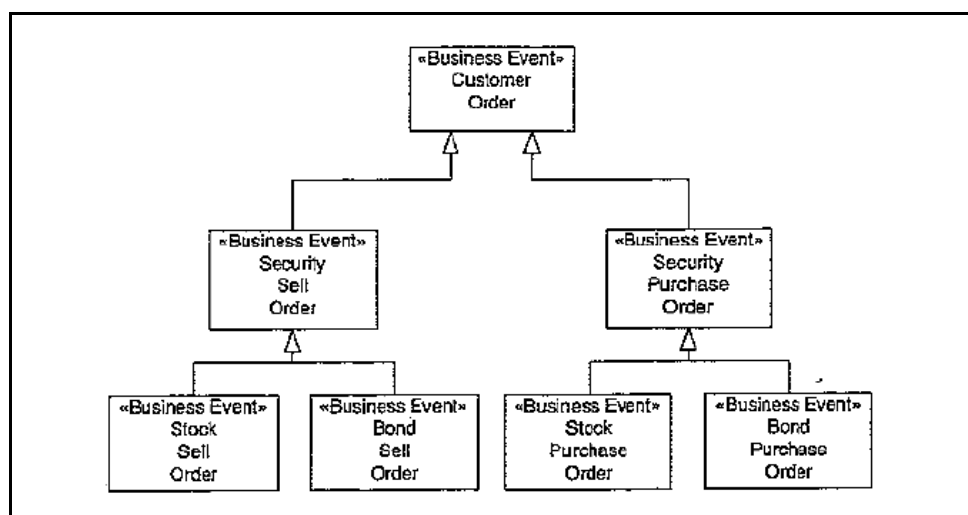 «Business Event»
Customer
Order
«Business Event»
Security
Sell
Order
«Business Event»
Security
Purchase
Order
«Business Event»
Stock
Sell
Order
«Business Event»
Bond
Sell
Order
«Business Event»
Stock
Purchase
Order
«Business Event»
Bond
Purchase
Order